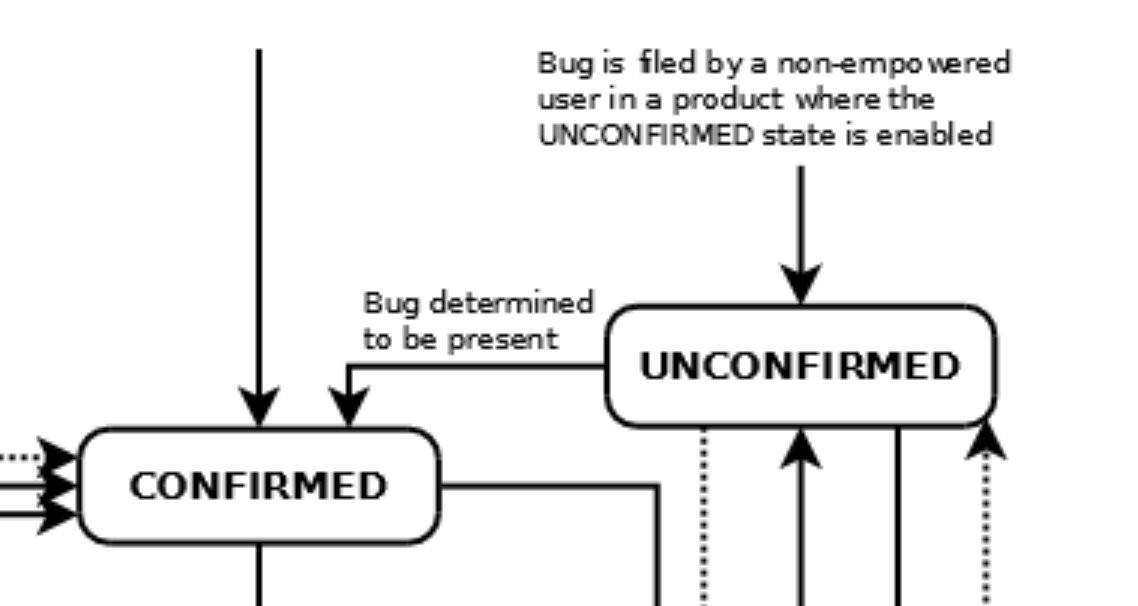 Bug is filed by a non-empowered
user in a product where the
UNCONFIRMED state is enabled
Bug determined
to be present
UNCONFIRMED
CONFIRMED